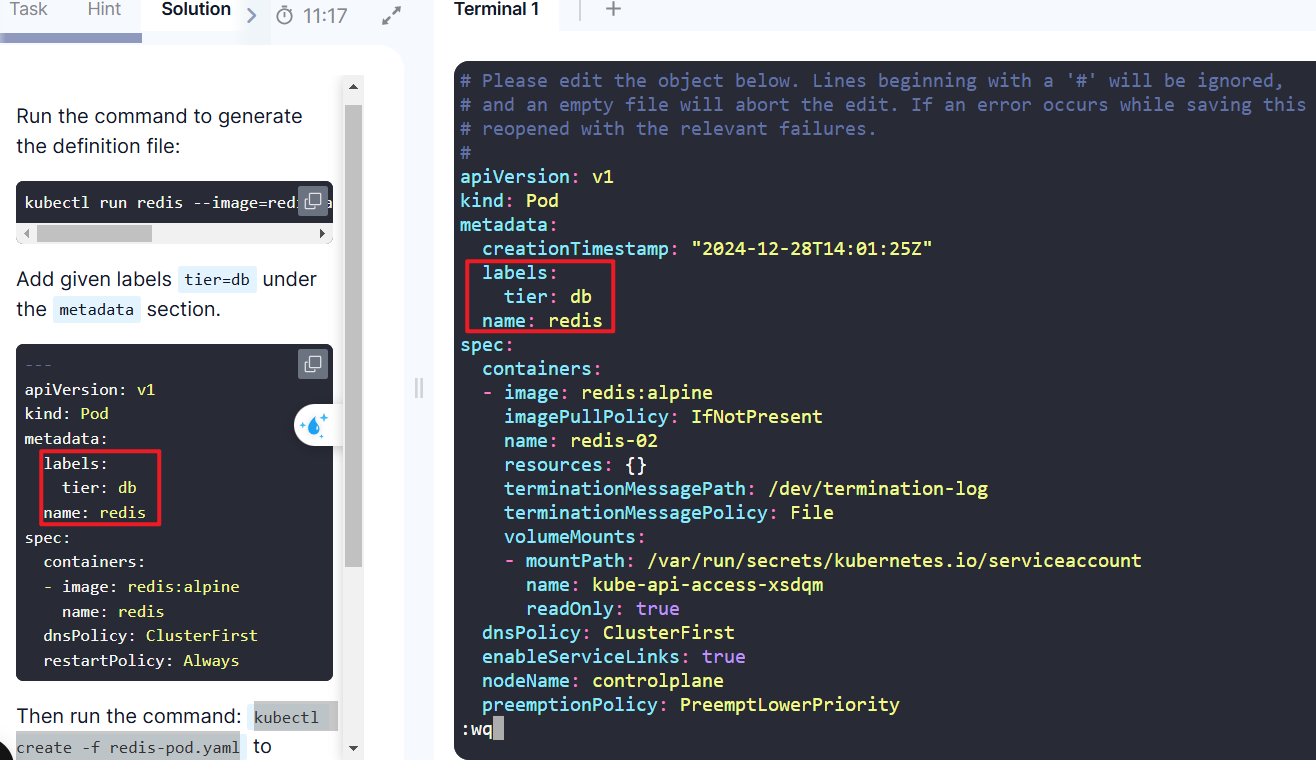 Task Hint Solution 11:17
Run the command to generate
the definition file:
kubectl run redis --image=red
Add given labels tier=db under
the metadata section.
---
apiVersion: v1
kind: Pod
metadata:
  labels:
    tier: db
  name: redis
spec:
  containers:
  - image: redis:alpine
    name: redis
  dnsPolicy: ClusterFirst
  restartPolicy: Always
Then run the command: kubectl
create -f redis-pod.yaml to
Terminal 1 +
# Please edit the object below. Lines beginning with a '#' will be ignored,
# and an empty file will abort the edit. If an error occurs while saving this
# reopened with the relevant failures.
#
apiVersion: v1
kind: Pod
metadata:
  creationTimestamp: "2024-12-28T14:01:25Z"
  labels:
    tier: db
  name: redis
spec:
  containers:
  - image: redis:alpine
    imagePullPolicy: IfNotPresent
    name: redis-02
    resources: {}
    terminationMessagePath: /dev/termination-log
    terminationMessagePolicy: File
    volumeMounts:
    - mountPath: /var/run/secrets/kubernetes.io/serviceaccount
      name: kube-api-access-xsdqm
      readOnly: true
  dnsPolicy: ClusterFirst
  enableServiceLinks: true
  nodeName: controlplane
  preemptionPolicy: PreemptLowerPriority
:wq